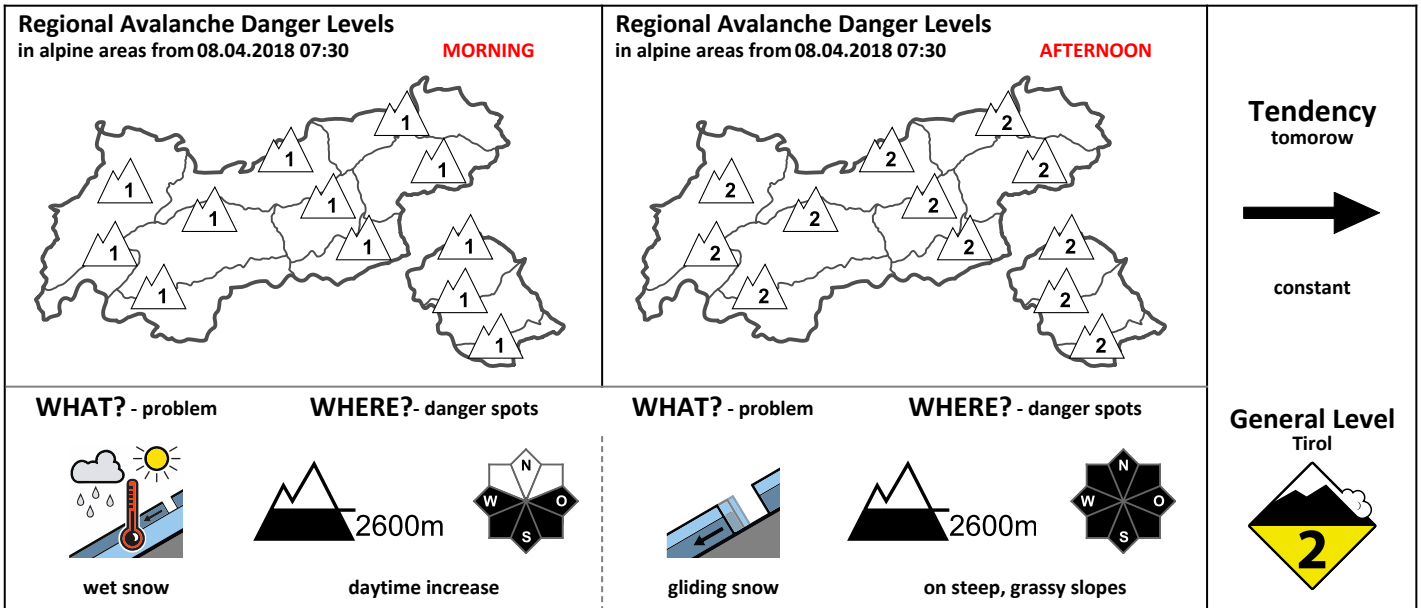 Regional Avalanche Danger Levels
in alpine areas from 08.04.2018 07:30 MORNING
1
1
1
1
1
1
1
1
1
1
1
1
Regional Avalanche Danger Levels
in alpine areas from 08.04.2018 07:30 AFTERNOON
2
2
2
2
2
2
2
2
2
2
2
2
Tendency
tomorow
constant
WHAT? - problem
wet snow
WHERE? - danger spots
2600m
N
W O
S
daytime increase
WHAT? - problem
gliding snow
WHERE? - danger spots
2600m
N
W O
S
on steep, grassy slopes
General Level
Tirol
2